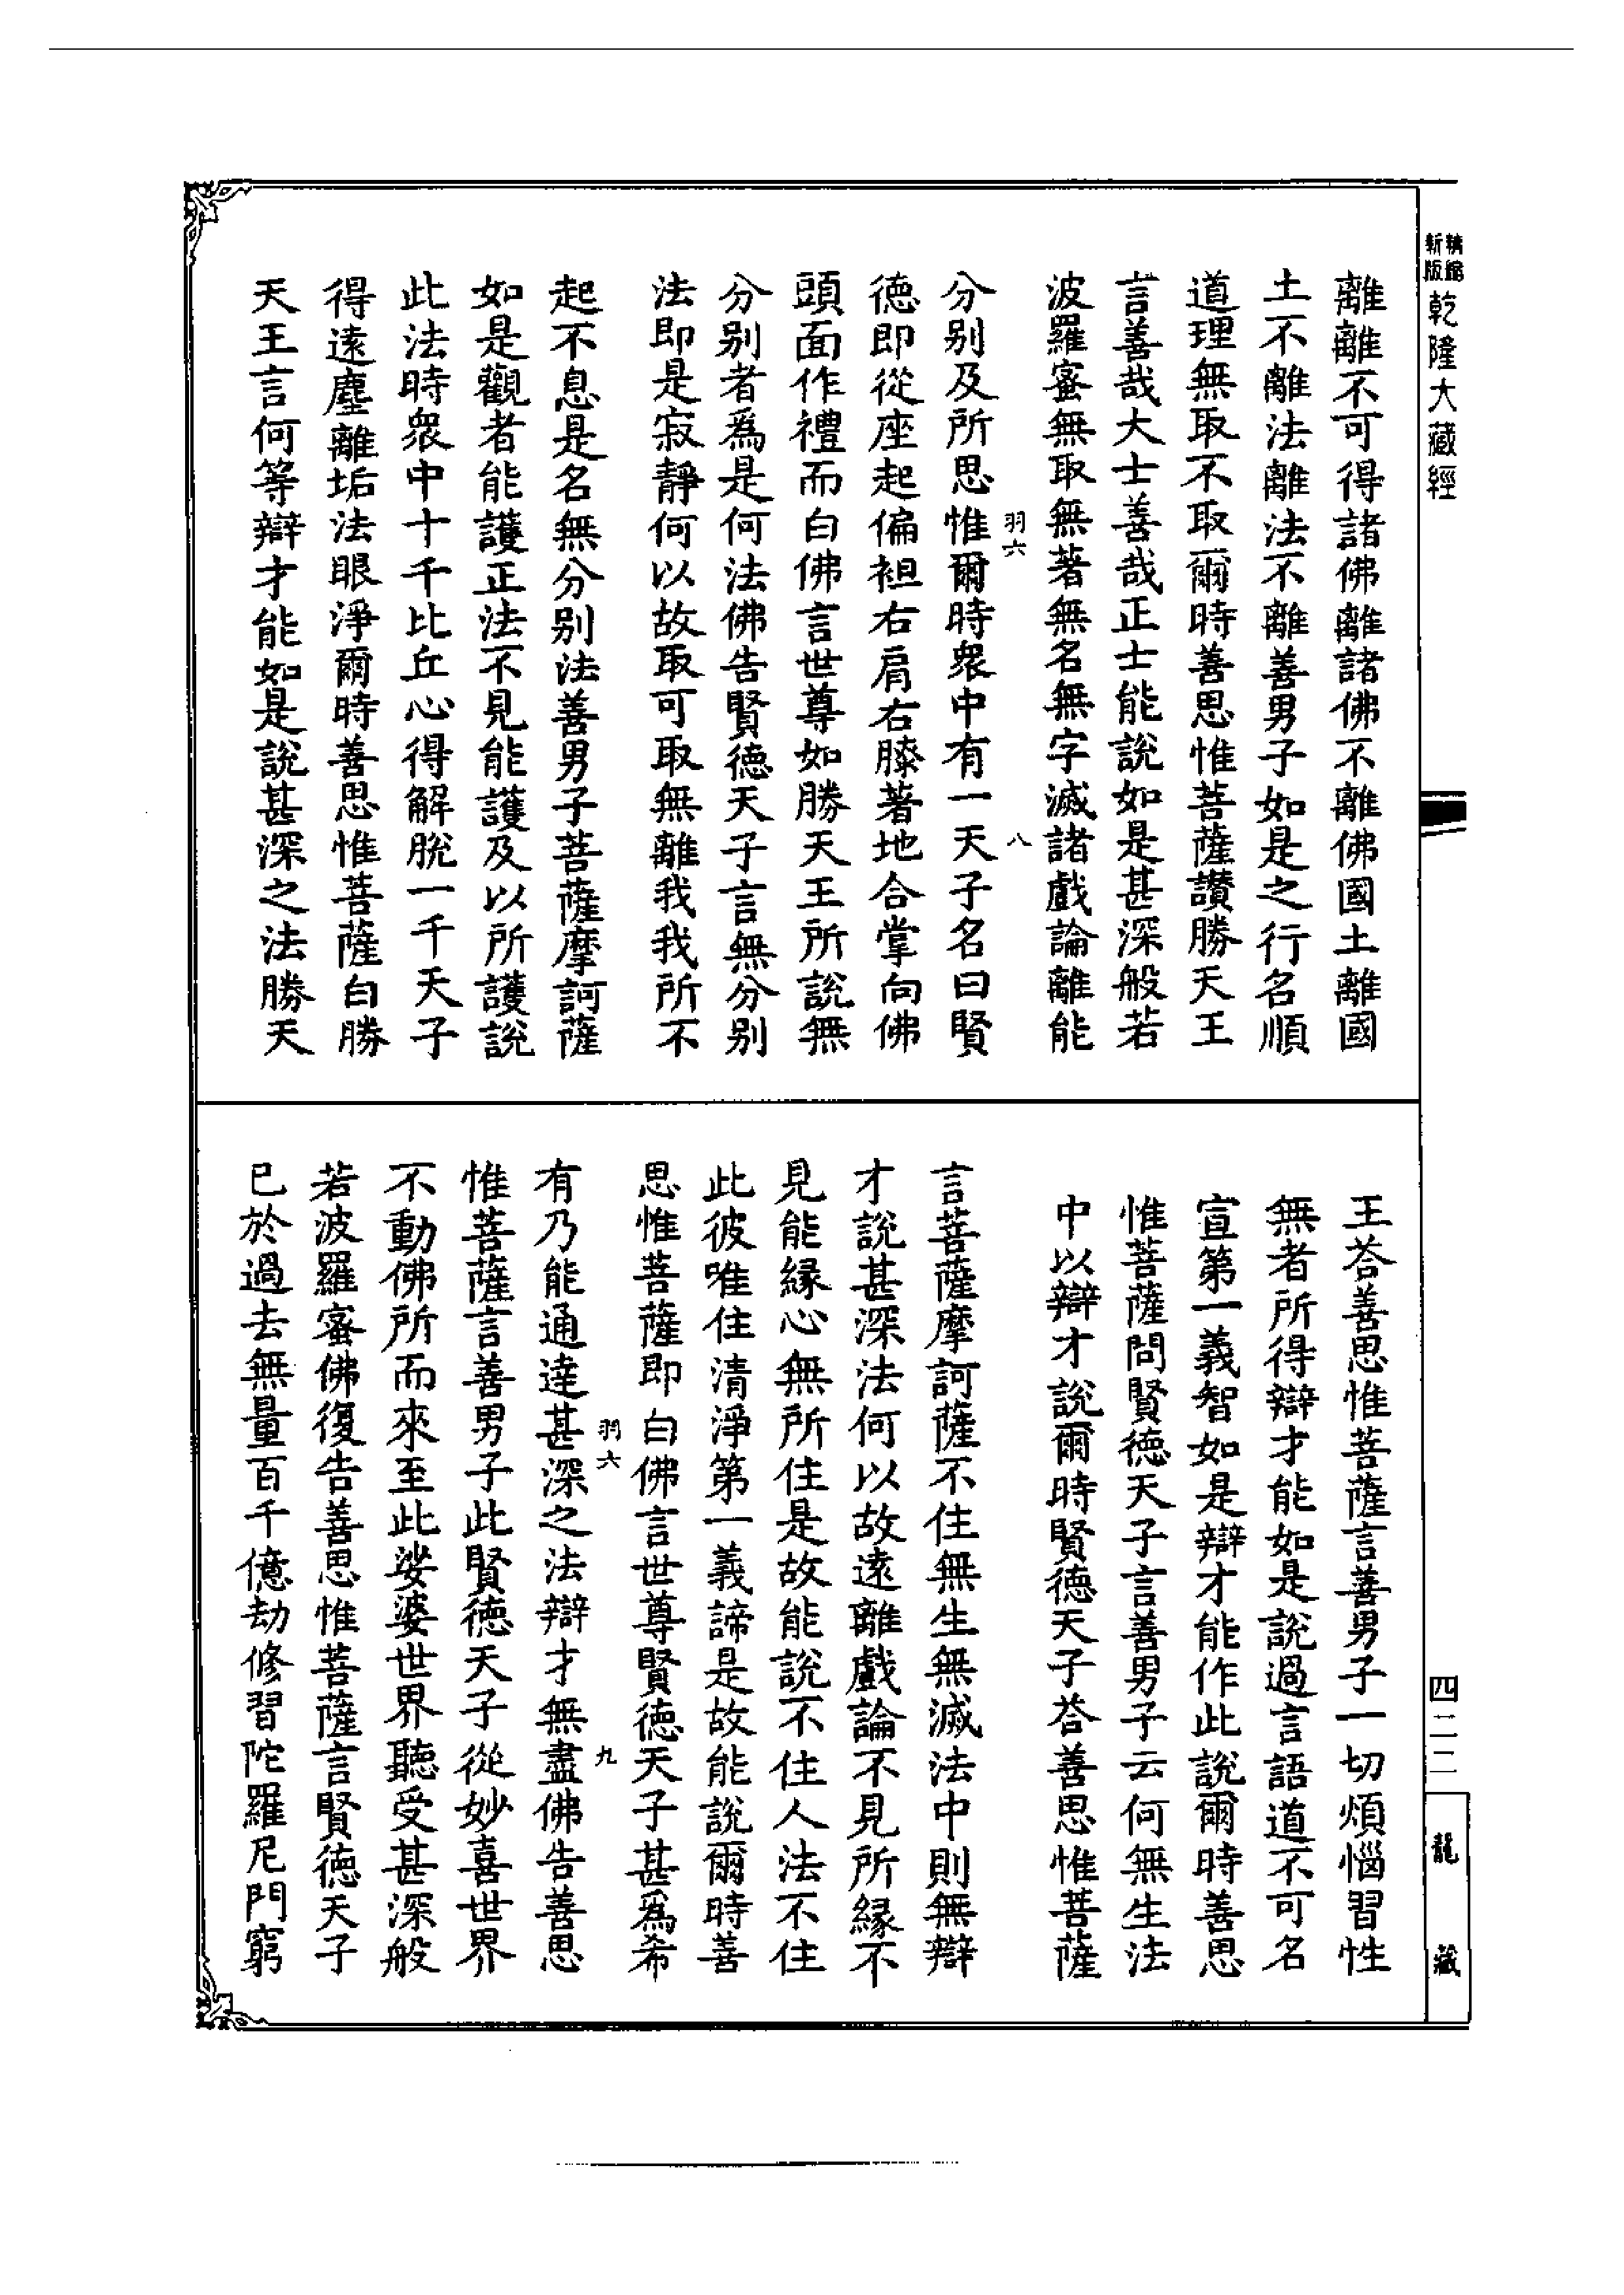 新版精縮
乾隆大藏經
離離不可得諸佛離諸佛不離佛國土離國
土不離法離法不離善男子如是之行名順
道理無取不取爾時善思惟菩薩讚勝天王
言善哉大士善哉正士能說如是甚深般若
波羅蜜無取無著無名無字滅諸戲論離能
羽六
八
分别及所思惟爾時衆中有一天子名曰賢
德即從座起偏袒右肩右膝著地合掌向佛
頭面作禮而白佛言世尊如勝天王所說無
分别者爲是何法佛告賢德天子言無分别
法即是寂靜何以故取可取無離我我所不
起不息是名無分别法善男子菩薩摩訶薩
如是觀者能護正法不見能護及以所護說
此法時衆中十千比丘心得解脫一千天子
得遠塵離垢法眼淨爾時善思惟菩薩白勝
天王言何等辯才能如是說甚深之法勝天
王荅善思惟菩薩言善男子一切煩惱習性
無者所得辯才能如是說過言語道不可名
宣第一義智如是辯才能作此說爾時善思
惟菩薩問賢德天子言善男子云何無生法
中以辯才說爾時賢德天子荅善思惟菩薩
言菩薩摩訶薩不住無生無滅法中則無辯
才說甚深法何以故遠離戲論不見所緣不
見能緣心無所住是故能說不住人法不住
此彼唯住清淨第一義諦是故能說爾時善
思惟菩薩即白佛言世尊賢德天子甚爲希
羽六
九
有乃能通達甚深之法辯才無盡佛告善思
惟菩薩言善男子此賢德天子從妙喜世界
不動佛所而來至此娑婆世界聽受甚深般
若波羅蜜佛復告善思惟菩薩言賢德天子
已於過去無量百千億劫修習陀羅尼門窮
四二二
龍藏